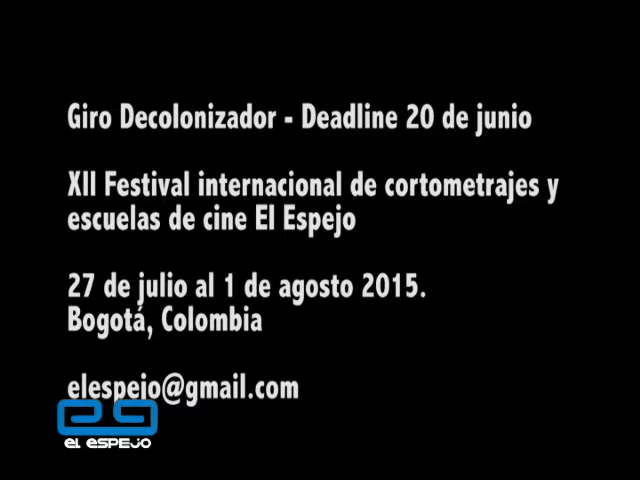 Giro Decolonizador - Deadline 20 de junio
XII Festival internacional de cortometrajes y
escuelas de cine El Espejo
27 de julio al 1 de agosto 2015.
Bogotá, Colombia
elespejo@gmail.com
EL ESPEJO